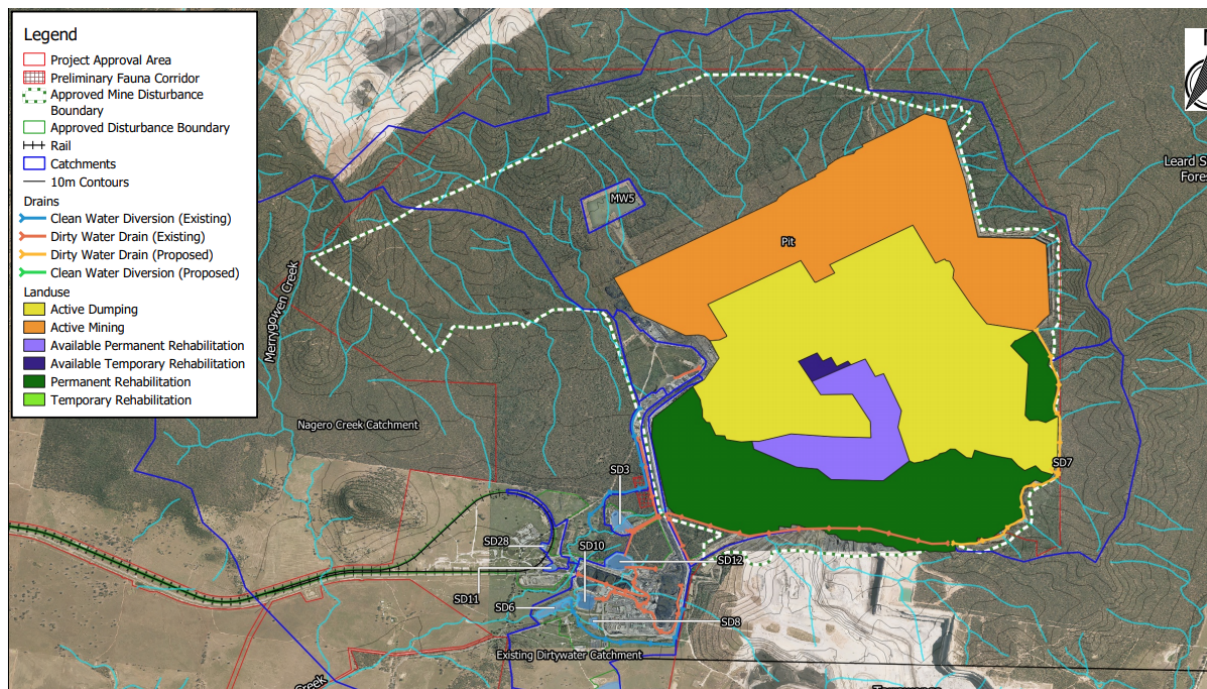 Legend
Project Approval Area
Preliminary Fauna Corridor
Approved Mine Disturbance
Boundary
Approved Disturbance Boundary
Rail
Catchments
10m Contours
Drains
Clean Water Diversion (Existing)
Dirty Water Drain (Existing)
Dirty Water Drain (Proposed)
Clean Water Diversion (Proposed)
Landuse
Active Dumping
Active Mining
Available Permanent Rehabilitation
Available Temporary Rehabilitation
Permanent Rehabilitation
Temporary Rehabilitation
Leard
MW5
Pit
Merrygowen Creek
Nagero Creek Catchment
SD7
SD3
SD28
SD10
SD12
SD11
SD6
SD8
Existing Dirtywater Catchment
Creek